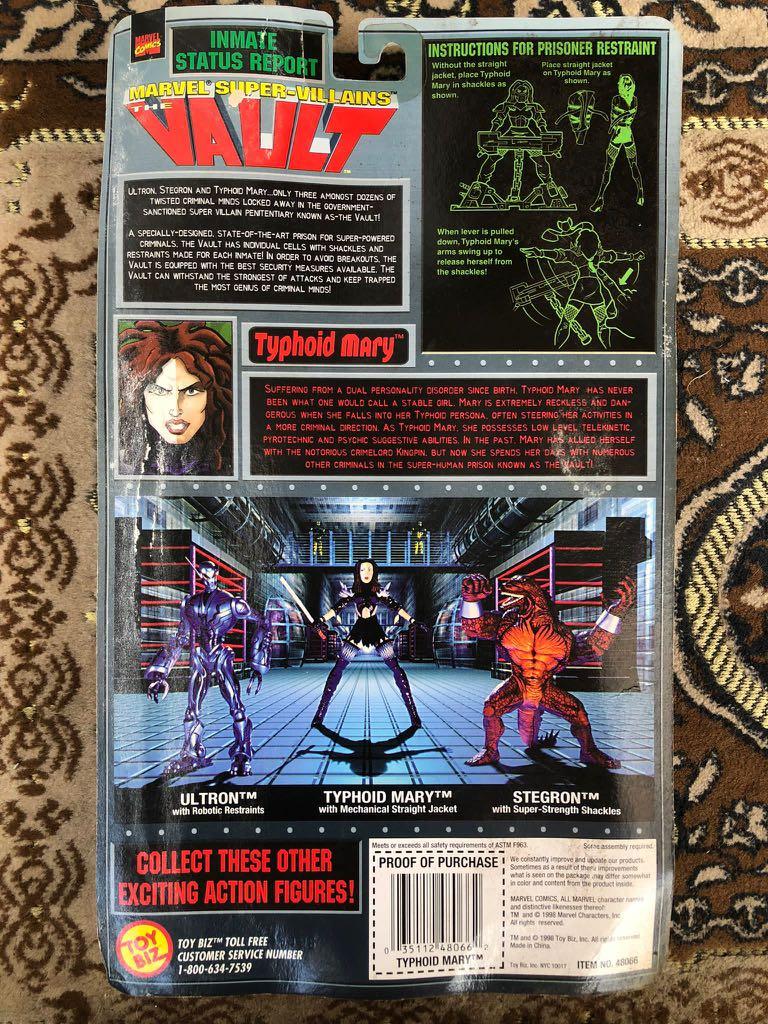 MARVEL
COMICS
INMATE
STATUS REPORT
MARVEL SUPER-VILLAINS™
THE
VAULT™
ULTRON, STEGRON AND TYPHOID MARY...ONLY THREE AMONGST DOZENS OF
TWISTED CRIMINAL MINDS LOCKED AWAY IN THE GOVERNMENT-
SANCTIONED SUPER VILLAIN PENITENTIARY KNOWN AS-THE VAULT!
A SPECIALLY-DESIGNED, STATE-OF-THE-ART PRISON FOR SUPER-POWERED
CRIMINALS, THE VAULT HAS INDIVIDUAL CELLS WITH SHACKLES AND
RESTRAINTS MADE FOR EACH INMATE! IN ORDER TO AVOID BREAKOUTS, THE
VAULT IS EQUIPPED WITH THE BEST SECURITY MEASURES AVAILABLE. THE
VAULT CAN WITHSTAND THE STRONGEST OF ATTACKS AND KEEP TRAPPED
THE MOST GENIUS OF CRIMINAL MINDS!
INSTRUCTIONS FOR PRISONER RESTRAINT
Without the straight
jacket, place Typhoid
Mary in shackles as
shown.
Place straight jacket
on Typhoid Mary as
shown.
When lever is pulled
down, Typhoid Mary's
arms swing up to
release herself from
the shackles!
Typhoid Mary™
SUFFERING FROM A DUAL PERSONALITY DISORDER SINCE BIRTH, TYPHOID MARY HAS NEVER
BEEN WHAT ONE WOULD CALL A STABLE GIRL. MARY IS EXTREMELY RECKLESS AND DAN-
GEROUS WHEN SHE FALLS INTO HER TYPHOID PERSONA, OFTEN STEERING HER ACTIVITIES IN
A MORE CRIMINAL DIRECTION. AS TYPHOID MARY, SHE POSSESSES LOW LEVEL TELEKINETIC,
PYROTECHNIC AND PSYCHIC SUGGESTIVE ABILITIES. IN THE PAST, MARY HAS ALLIED HERSELF
WITH THE NOTORIOUS CRIMELORD KINGPIN, BUT NOW SHE SPENDS HER DAYS WITH NUMEROUS
OTHER CRIMINALS IN THE SUPER-HUMAN PRISON KNOWN AS THE VAULT!
ULTRON™
with Robotic Restraints
TYPHOID MARY™
with Mechanical Straight Jacket
STEGRON™
with Super-Strength Shackles
COLLECT THESE OTHER
EXCITING ACTION FIGURES!
TOY
BIZ
TOY BIZ™ TOLL FREE
CUSTOMER SERVICE NUMBER
1-800-634-7539
Meets or exceeds all safety requirements of ASTM F963.
Some assembly required.
PROOF OF PURCHASE
0 35112 48066 2
TYPHOID MARY™
We constantly improve and update our products.
Sometimes as a result of these improvements
what is seen on the package may differ somewhat
in color and content from the product inside.
MARVEL COMICS, ALL MARVEL character names
and distinctive likenesses thereof:
TM and © 1998 Marvel Characters, Inc.
All rights reserved.
TM and © 1998 Toy Biz, Inc. All rights reserved.
Made in China.
Toy Biz, Inc. NYC 10017
ITEM NO. 48066